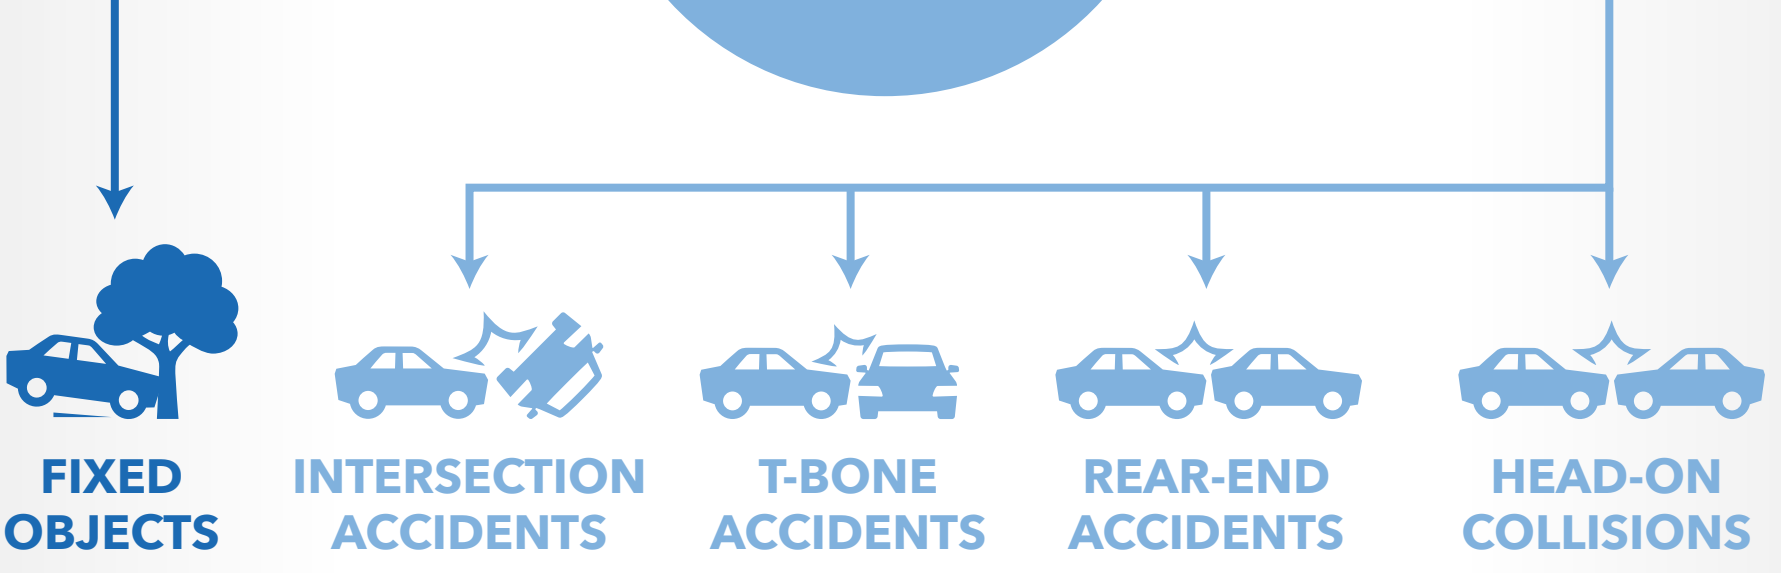 FIXED
OBJECTS
INTERSECTION
ACCIDENTS
T-BONE
ACCIDENTS
REAR-END
ACCIDENTS
HEAD-ON
COLLISIONS